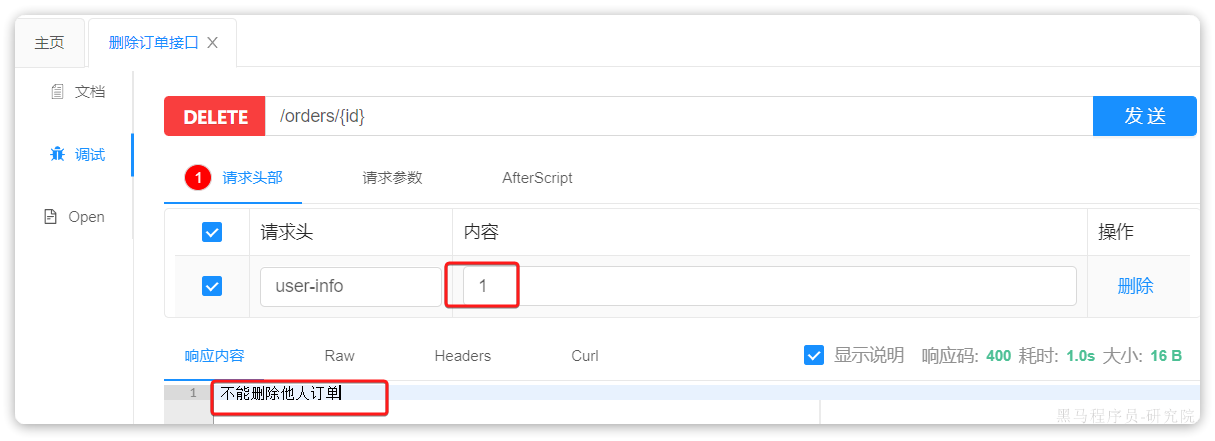 主页
删除订单接口
文档
DELETE /orders/{id} 发 送
调试
1 请求头部 请求参数 AfterScript
Open
请求头 内容 操作
user-info 1 删除
响应内容 Raw Headers Curl 显示说明 响应码: 400 耗时: 1.0s 大小: 16 B
1 不能删除他人订单
黑马程序员-研究院